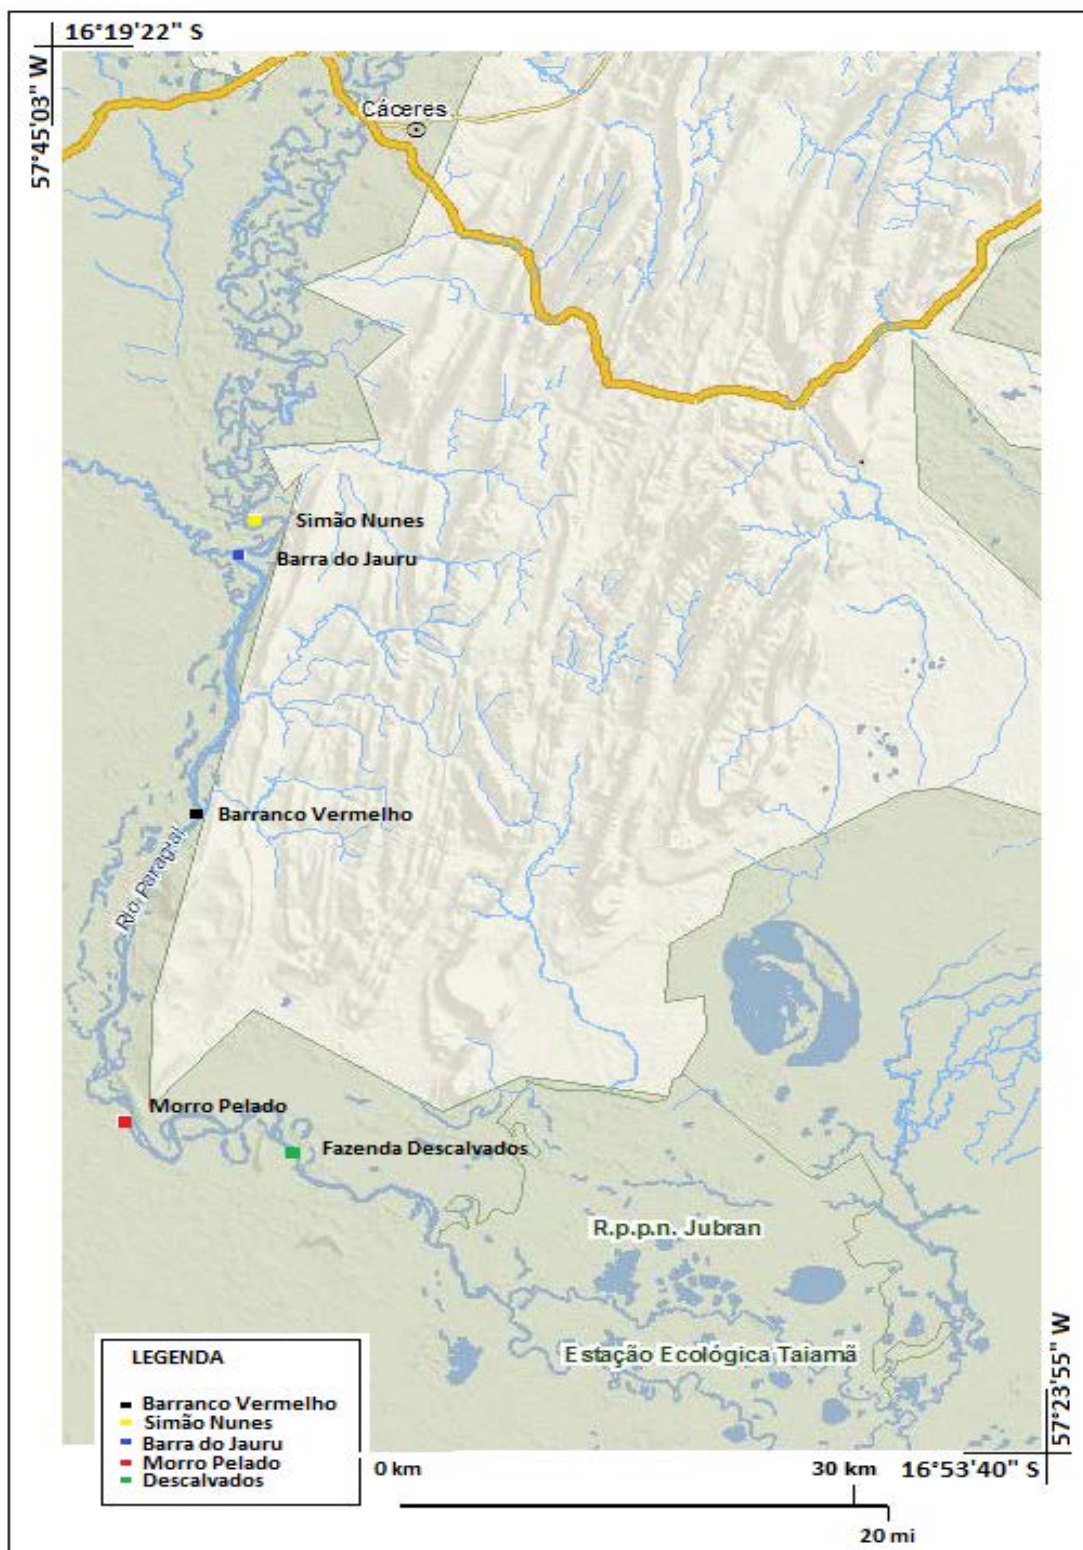 16°19'22" S
57°45'03" W
Cáceres
Simão Nunes
Barra do Jauru
Barranco Vermelho
Rio Paraguai
Morro Pelado
Fazenda Descalvados
R.p.p.n. Jubran
Estação Ecológica Taiamã
LEGENDA
Barranco Vermelho
Simão Nunes
Barra do Jauru
Morro Pelado
Descalvados
0 km
30 km
20 mi
16°53'40" S
57°23'55" W